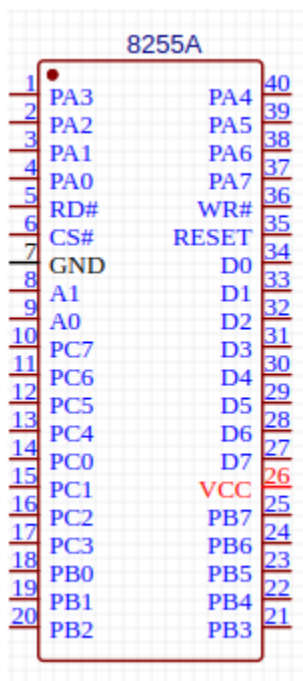 8255A
1 PA3 PA4 40
2 PA2 PA5 39
3 PA1 PA6 38
4 PA0 PA7 37
5 RD# WR# 36
6 CS# RESET 35
7 GND D0 34
8 A1 D1 33
9 A0 D2 32
10 PC7 D3 31
11 PC6 D4 30
12 PC5 D5 29
13 PC4 D6 28
14 PC0 D7 27
15 PC1 VCC 26
16 PC2 PB7 25
17 PC3 PB6 24
18 PB0 PB5 23
19 PB1 PB4 22
20 PB2 PB3 21